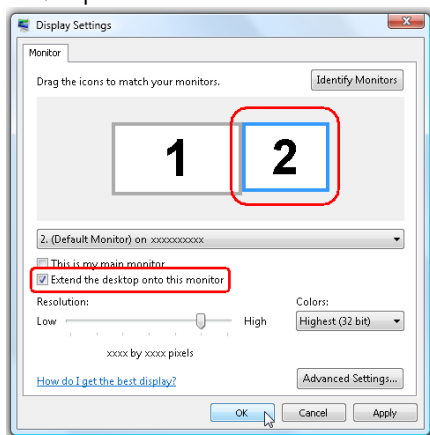 Display Settings
Monitor
Drag the icons to match your monitors.
Identify Monitors
1
2
2. (Default Monitor) on xxxxxxxxxx
This is my main monitor
Extend the desktop onto this monitor
Resolution:
Colors:
Low
High
Highest (32 bit)
xxxx by xxxx pixels
How do I get the best display?
Advanced Settings...
OK
Cancel
Apply